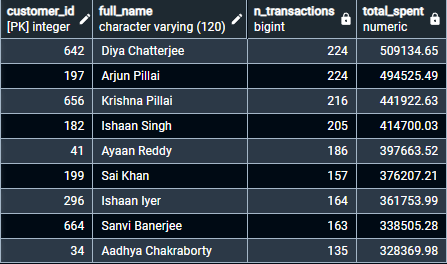 customer_id full_name n_transactions total_spent
[PK] integer character varying (120) bigint numeric
642 Diya Chatterjee 224 509134.65
197 Arjun Pillai 224 494525.49
656 Krishna Pillai 216 441922.63
182 Ishaan Singh 205 414700.03
41 Ayaan Reddy 186 397663.52
199 Sai Khan 157 376207.21
296 Ishaan Iyer 164 361753.99
664 Sanvi Banerjee 163 338505.28
34 Aadhya Chakraborty 135 328369.98